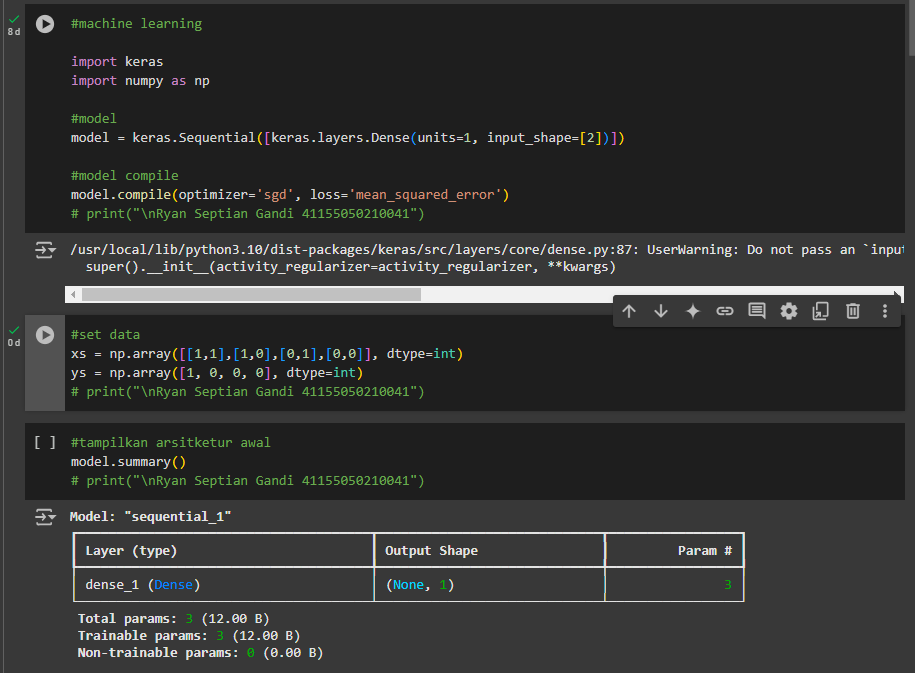 #machine learning
8d
import keras
import numpy as np
#model
model = keras.Sequential([keras.layers.Dense(units=1, input_shape=[2])])
#model compile
model.compile(optimizer='sgd', loss='mean_squared_error')
# print("\nRyan Septian Gandi 41155050210041")
/usr/local/lib/python3.10/dist-packages/keras/src/layers/core/dense.py:87: UserWarning: Do not pass an `input
super().__init__(activity_regularizer=activity_regularizer, **kwargs)
#set data
0d
xs = np.array([[1,1],[1,0],[0,1],[0,0]], dtype=int)
ys = np.array([1, 0, 0, 0], dtype=int)
# print("\nRyan Septian Gandi 41155050210041")
[ ] #tampilkan arsitketur awal
model.summary()
# print("\nRyan Septian Gandi 41155050210041")
Model: "sequential_1"
Layer (type) Output Shape Param #
dense_1 (Dense) (None, 1) 3
Total params: 3 (12.00 B)
Trainable params: 3 (12.00 B)
Non-trainable params: 0 (0.00 B)